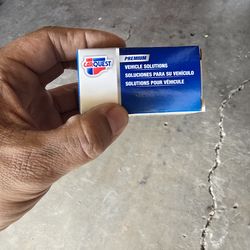 CARQUEST
PREMIUM
VEHICLE SOLUTIONS
SOLUCIONES PARA SU VEHÍCULO
SOLUTIONS POUR VÉHICULE